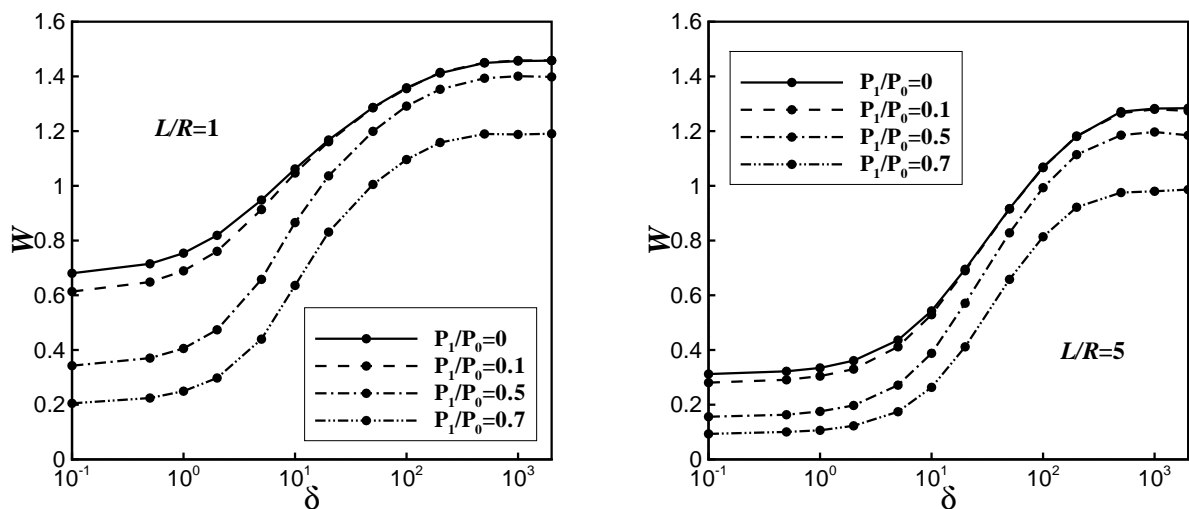 1.6
1.4
1.2
1
0.8
0.6
0.4
0.2
0
W
L/R=1
P₁/P₀=0
P₁/P₀=0.1
P₁/P₀=0.5
P₁/P₀=0.7
10⁻¹ 10⁰ 10¹ 10² 10³
δ
1.6
1.4
1.2
1
0.8
0.6
0.4
0.2
0
W
P₁/P₀=0
P₁/P₀=0.1
P₁/P₀=0.5
P₁/P₀=0.7
L/R=5
10⁻¹ 10⁰ 10¹ 10² 10³
δ